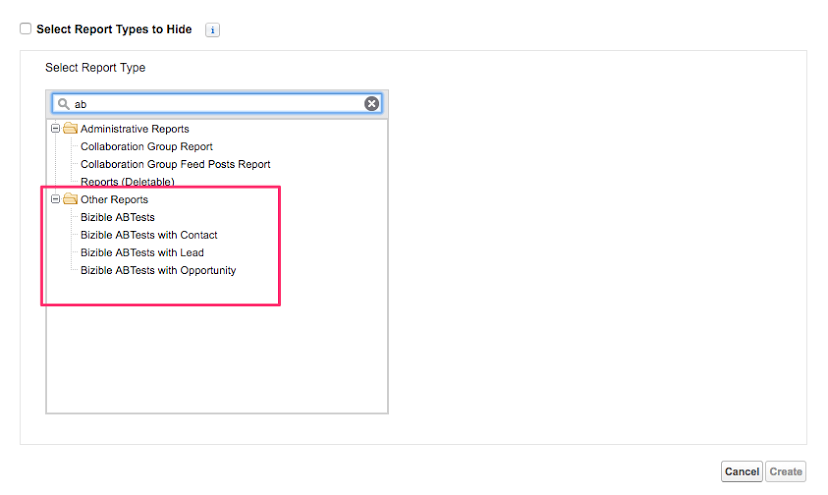 Select Report Types to Hide i
Select Report Type
ab
Administrative Reports
Collaboration Group Report
Collaboration Group Feed Posts Report
Reports (Deletable)
Other Reports
Bizible ABTests
Bizible ABTests with Contact
Bizible ABTests with Lead
Bizible ABTests with Opportunity
Cancel Create